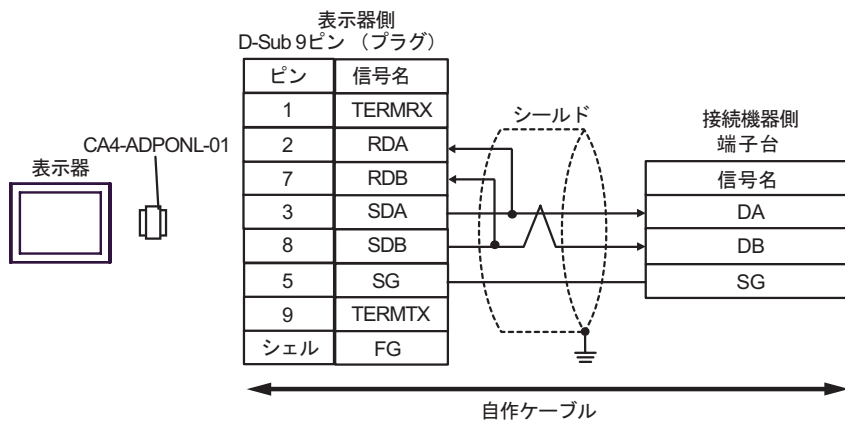 表示器側
D-Sub 9ピン （プラグ）
ピン 信号名
1 TERMRX
2 RDA
7 RDB
3 SDA
8 SDB
5 SG
9 TERMTX
シェル FG
CA4-ADPONL-01
表示器
シールド
接続機器側
端子台
信号名
DA
DB
SG
自作ケーブル